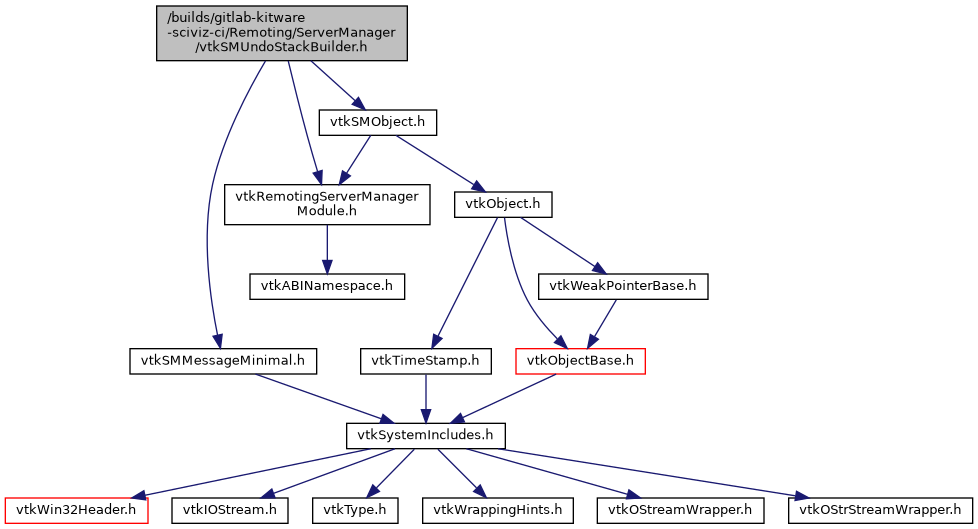 /builds/gitlab-kitware
-sciviz-ci/Remoting/ServerManager
/vtkSMUndoStackBuilder.h
vtkSMObject.h
vtkRemotingServerManager
Module.h
vtkObject.h
vtkABINamespace.h
vtkWeakPointerBase.h
vtkSMMessageMinimal.h
vtkTimeStamp.h
vtkObjectBase.h
vtkSystemIncludes.h
vtkWin32Header.h
vtkIOStream.h
vtkType.h
vtkWrappingHints.h
vtkOStreamWrapper.h
vtkOStrStreamWrapper.h